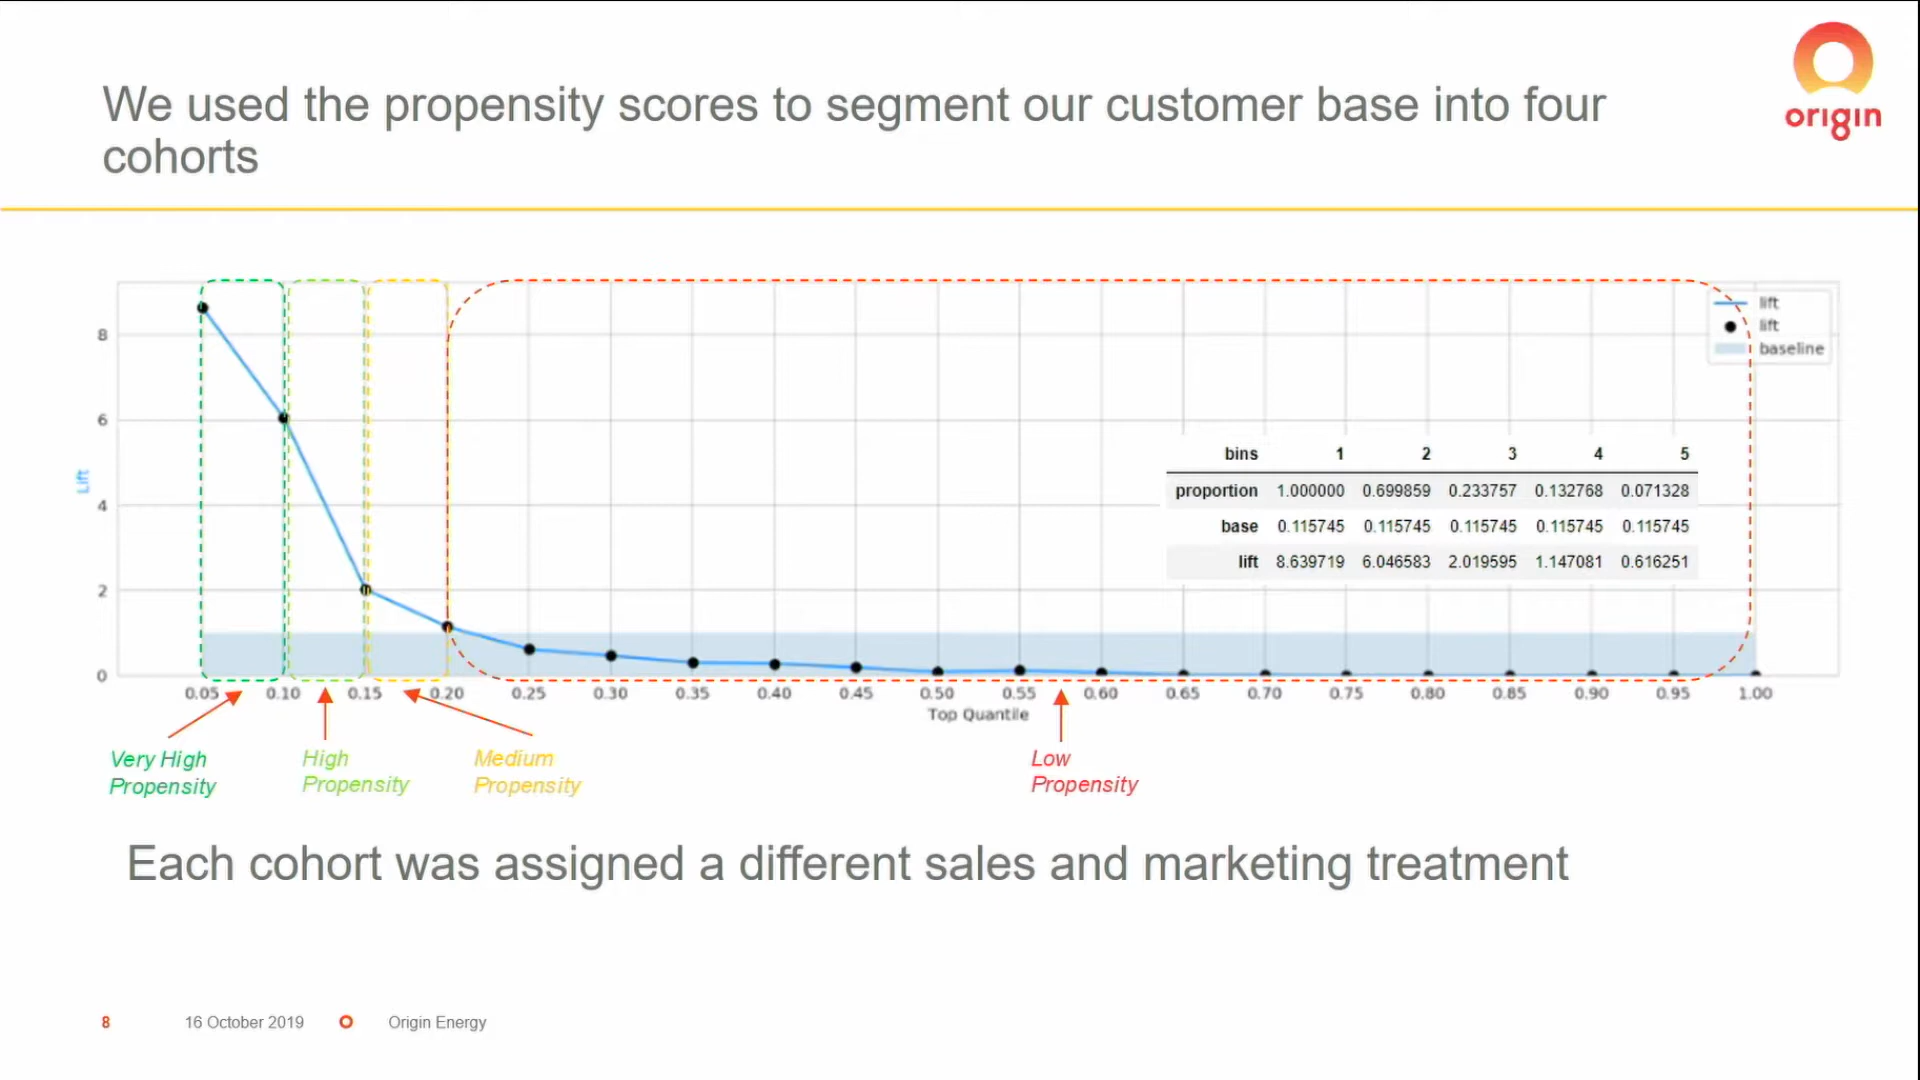 We used the propensity scores to segment our customer base into four
cohorts
origin
lift
lift
baseline
8
6
4
2
0
Lift
bins 1 2 3 4 5
proportion 1.000000 0.699859 0.233757 0.132768 0.071328
base 0.115745 0.115745 0.115745 0.115745 0.115745
lift 8.639719 6.046583 2.019595 1.147081 0.616251
0.05 0.10 0.15 0.20 0.25 0.30 0.35 0.40 0.45 0.50 0.55 0.60 0.65 0.70 0.75 0.80 0.85 0.90 0.95 1.00
Top Quantile
Very High
Propensity
High
Propensity
Medium
Propensity
Low
Propensity
Each cohort was assigned a different sales and marketing treatment
8 16 October 2019 Origin Energy